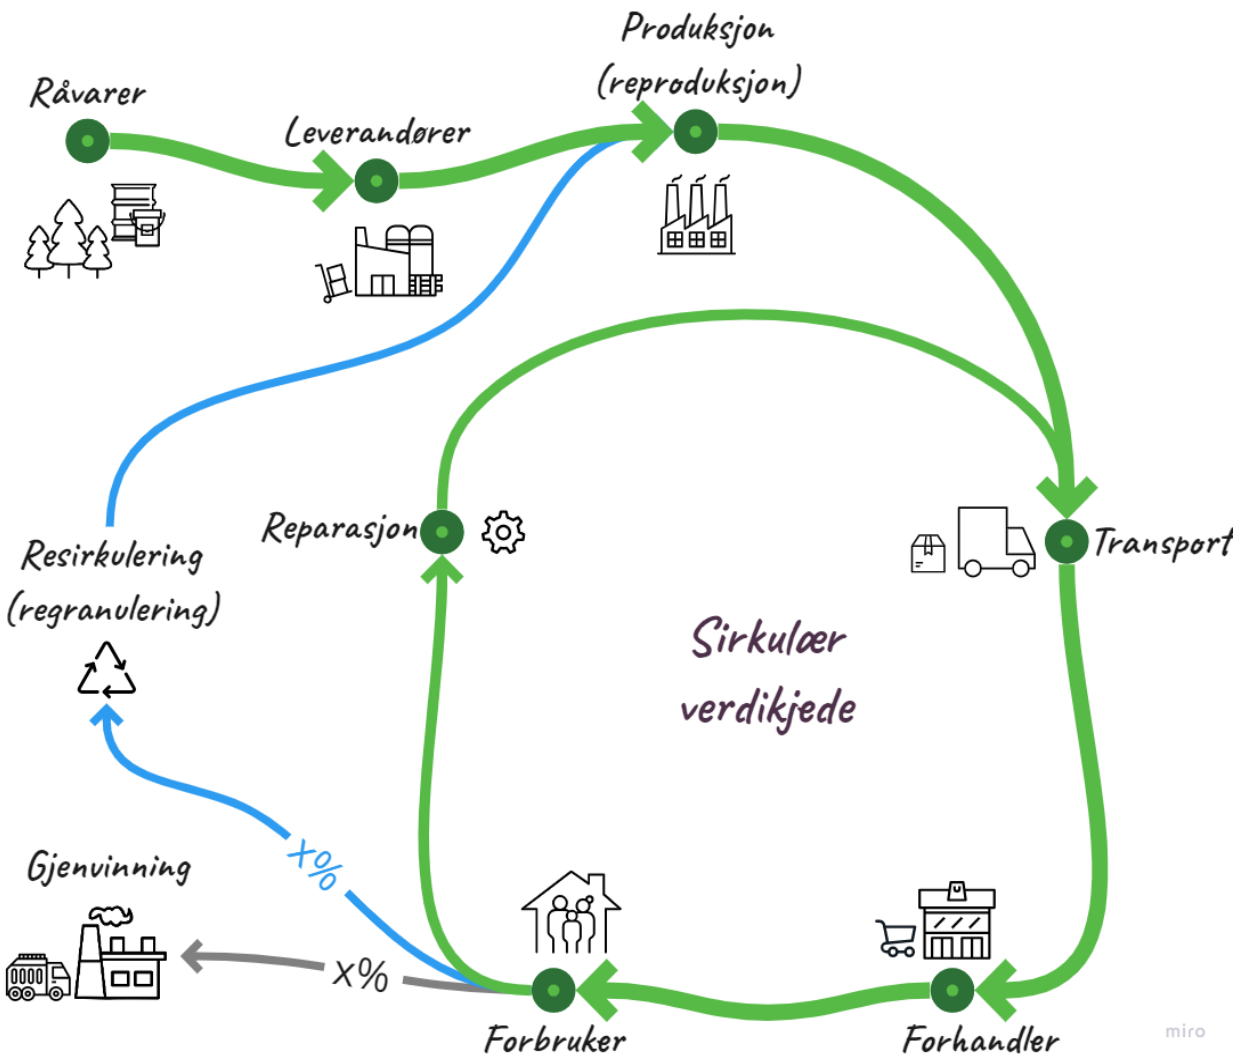 Produksjon
(reproduksjon)
Råvarer
Leverandører
Reparasjon
Transport
Resirkulering
(regranulering)
Sirkulær
verdikjede
x%
Gjenvinning
x%
Forbruker
Forhandler
miro